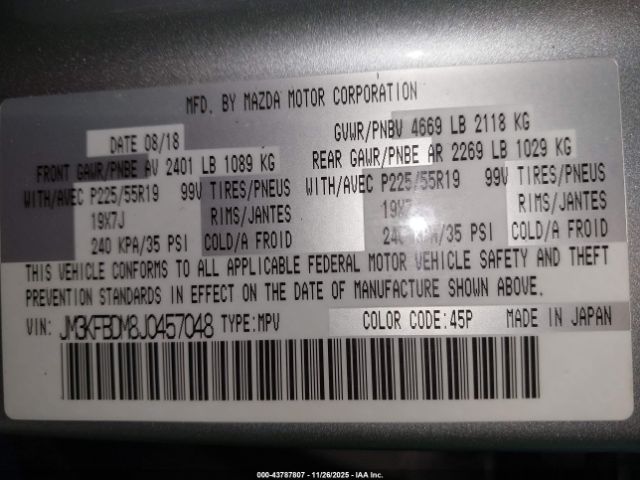 MFD. BY MAZDA MOTOR CORPORATION
DATE 08/18 GVWR/PNBV 4669 LB 2118 KG
FRONT GAWR/PNBE AV 2401 LB 1089 KG REAR GAWR/PNBE AR 2269 LB 1029 KG
WITH/AVEC P225/55R19 99V TIRES/PNEUS WITH/AVEC P225/55R19 99V TIRES/PNEUS
19X7J RIMS/JANTES 19X7J RIMS/JANTES
240 KPA/35 PSI COLD/A FROID 240 KPA/35 PSI COLD/A FROID
THIS VEHICLE CONFORMS TO ALL APPLICABLE FEDERAL MOTOR VEHICLE SAFETY AND THEFT
PREVENTION STANDARDS IN EFFECT ON THE DATE OF MANUFACTURE SHOWN ABOVE.
VIN: JM3KFBDM8J0457048 TYPE:MPV COLOR CODE:45P MADE IN JAPAN
000-43787807 - 11/26/2025 - IAA Inc.